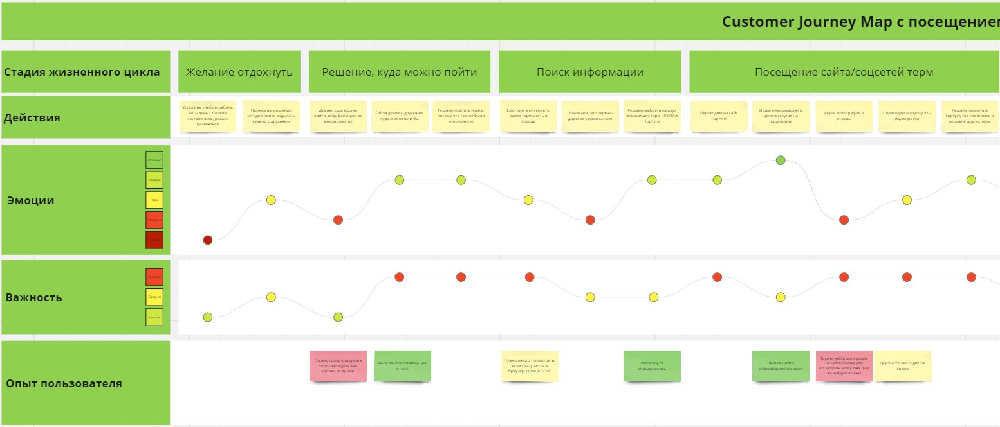 Customer Journey Map с посещением
Стадия жизненного цикла
Желание отдохнуть
Решение, куда можно пойти
Поиск информации
Посещение сайта/соцсетей терм
Действия
Устала на учебе и работе.
Весь день с плохим
настроением, решаю
развеяться
Принимаю решение
сегодня пойти отдыхать
куда-то с друзьями
Думаю, куда можно
пойти, ведь была уже во
многих местах
Обсуждение с друзьями,
куда они хотели бы
Решаем пойти в термы,
потому что там не были
миллион лет
Смотрим в интернете,
какие термы есть в
городе
Понимаем, что термы -
дорогое удовольствие
Решаем выбрать из двух
ближайших терм - ЛЕТО и
Тортуга
Переходим на сайт
Тортуги
Ищем информацию о
цене и услугах на
территории
Ищем фотографии и
отзывы
Переходим в группу VK -
ищем фотки
Решаем поехать в
Тортугу, так как близко и
дешевле других терм
Эмоции
Отлично
Хорошо
Норм
Печально
Важность
Высокая
Средняя
Низкая
Опыт пользователя
Трудно сразу придумать
хорошую идею, как
провести время
Было весело пообщаться
в чате
Нужно много посмотреть,
если сразу лезть в
браузер. Проще 2ГИС
Наконец то
определились
Просто найти
информацию по цене
Трудно найти фотографии
на сайте. Проще уже
посмотреть в соцсетях. Там
же найду и отзывы
Группа VK выглядит не
свежо